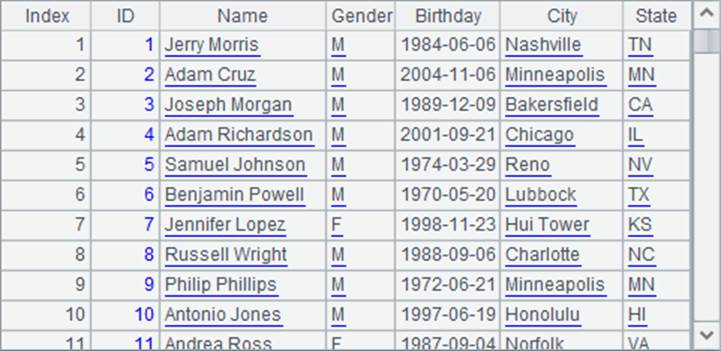 Index ID Name Gender Birthday City State
1 1 Jerry Morris M 1984-06-06 Nashville TN
2 2 Adam Cruz M 2004-11-06 Minneapolis MN
3 3 Joseph Morgan M 1989-12-09 Bakersfield CA
4 4 Adam Richardson M 2001-09-21 Chicago IL
5 5 Samuel Johnson M 1974-03-29 Reno NV
6 6 Benjamin Powell M 1970-05-20 Lubbock TX
7 7 Jennifer Lopez F 1998-11-23 Hui Tower KS
8 8 Russell Wright M 1988-09-06 Charlotte NC
9 9 Philip Phillips M 1972-06-21 Minneapolis MN
10 10 Antonio Jones M 1997-06-19 Honolulu HI
11 11 Andrea Ross F 1987-09-04 Norfolk VA